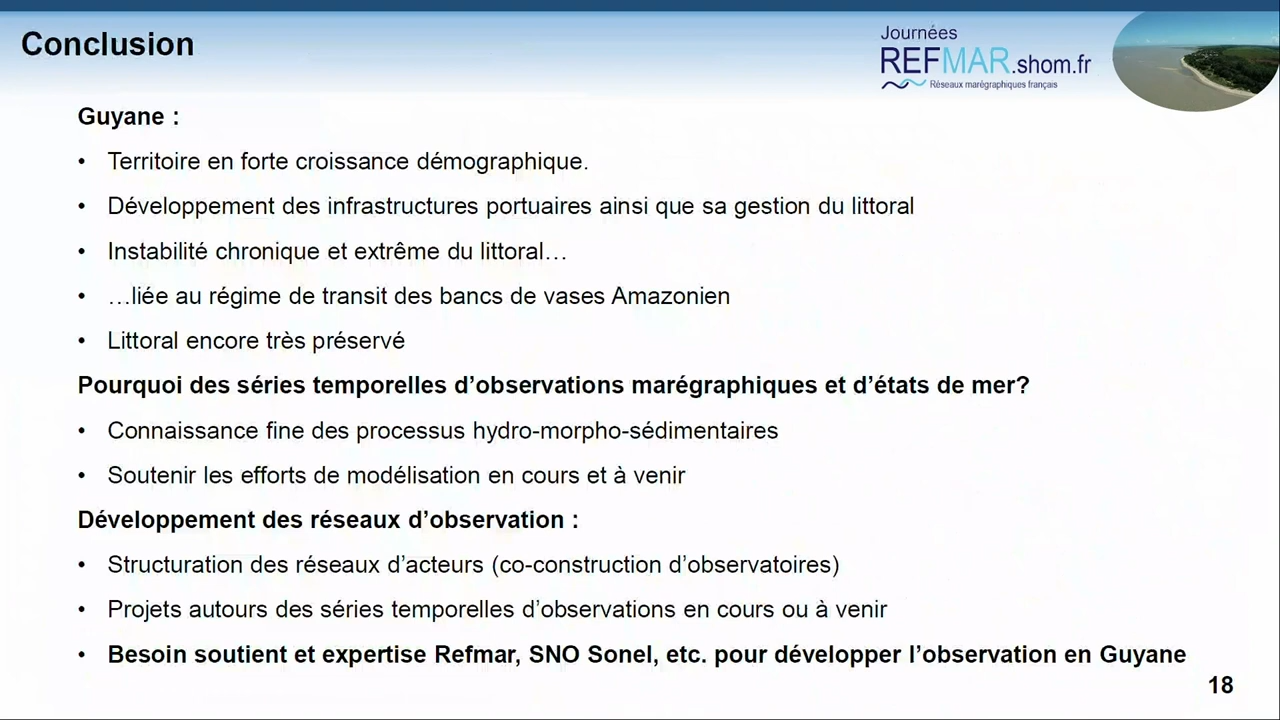 Conclusion
Journées
REFMAR.shom.fr
Réseaux marégraphiques français
Guyane :
• Territoire en forte croissance démographique.
• Développement des infrastructures portuaires ainsi que sa gestion du littoral
• Instabilité chronique et extrême du littoral…
• …liée au régime de transit des bancs de vases Amazonien
• Littoral encore très préservé
Pourquoi des séries temporelles d’observations marégraphiques et d’états de mer?
• Connaissance fine des processus hydro-morpho-sédimentaires
• Soutenir les efforts de modélisation en cours et à venir
Développement des réseaux d’observation :
• Structuration des réseaux d’acteurs (co-construction d’observatoires)
• Projets autours des séries temporelles d’observations en cours ou à venir
• Besoin soutient et expertise Refmar, SNO Sonel, etc. pour développer l’observation en Guyane
18